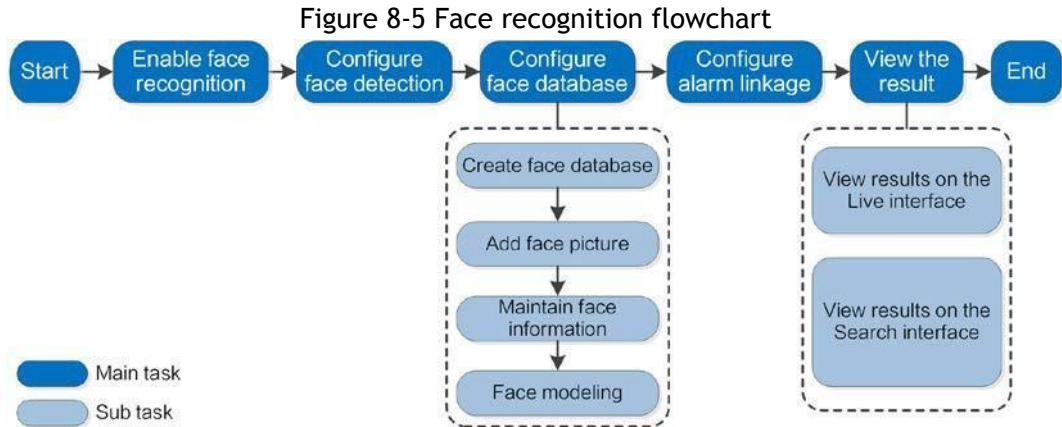 Figure 8-5 Face recognition flowchart
Start
Enable face
recognition
Configure
face detection
Configure
face database
Configure
alarm linkage
View the
result
End
Create face database
Add face picture
Maintain face
information
Face modeling
View results on the
Live interface
View results on the
Search interface
Main task
Sub task